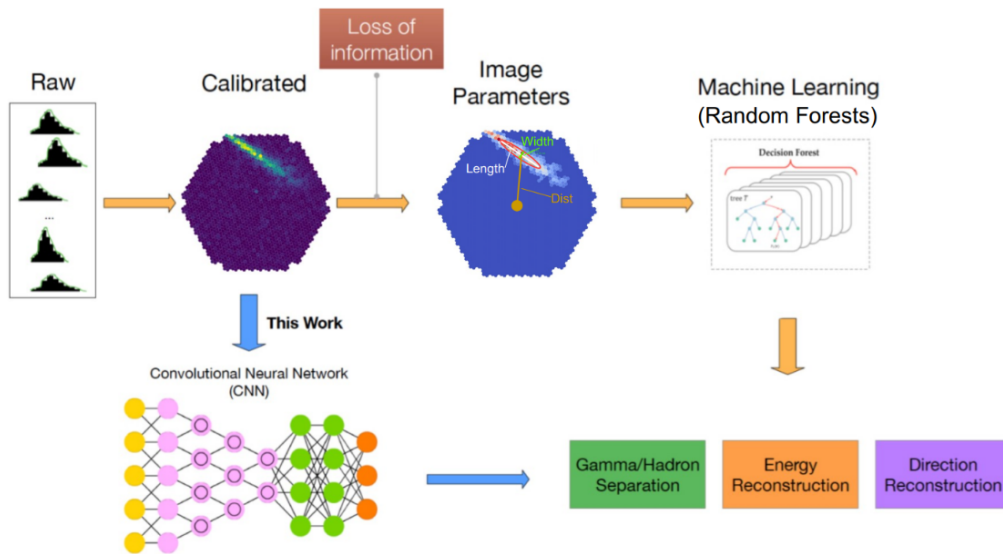 Loss of
information
Raw
Calibrated
Image
Parameters
Machine Learning
(Random Forests)
...
Width
Length
Dist
Decision Forest
tree T
This Work
Convolutional Neural Network
(CNN)
Gamma/Hadron
Separation
Energy
Reconstruction
Direction
Reconstruction